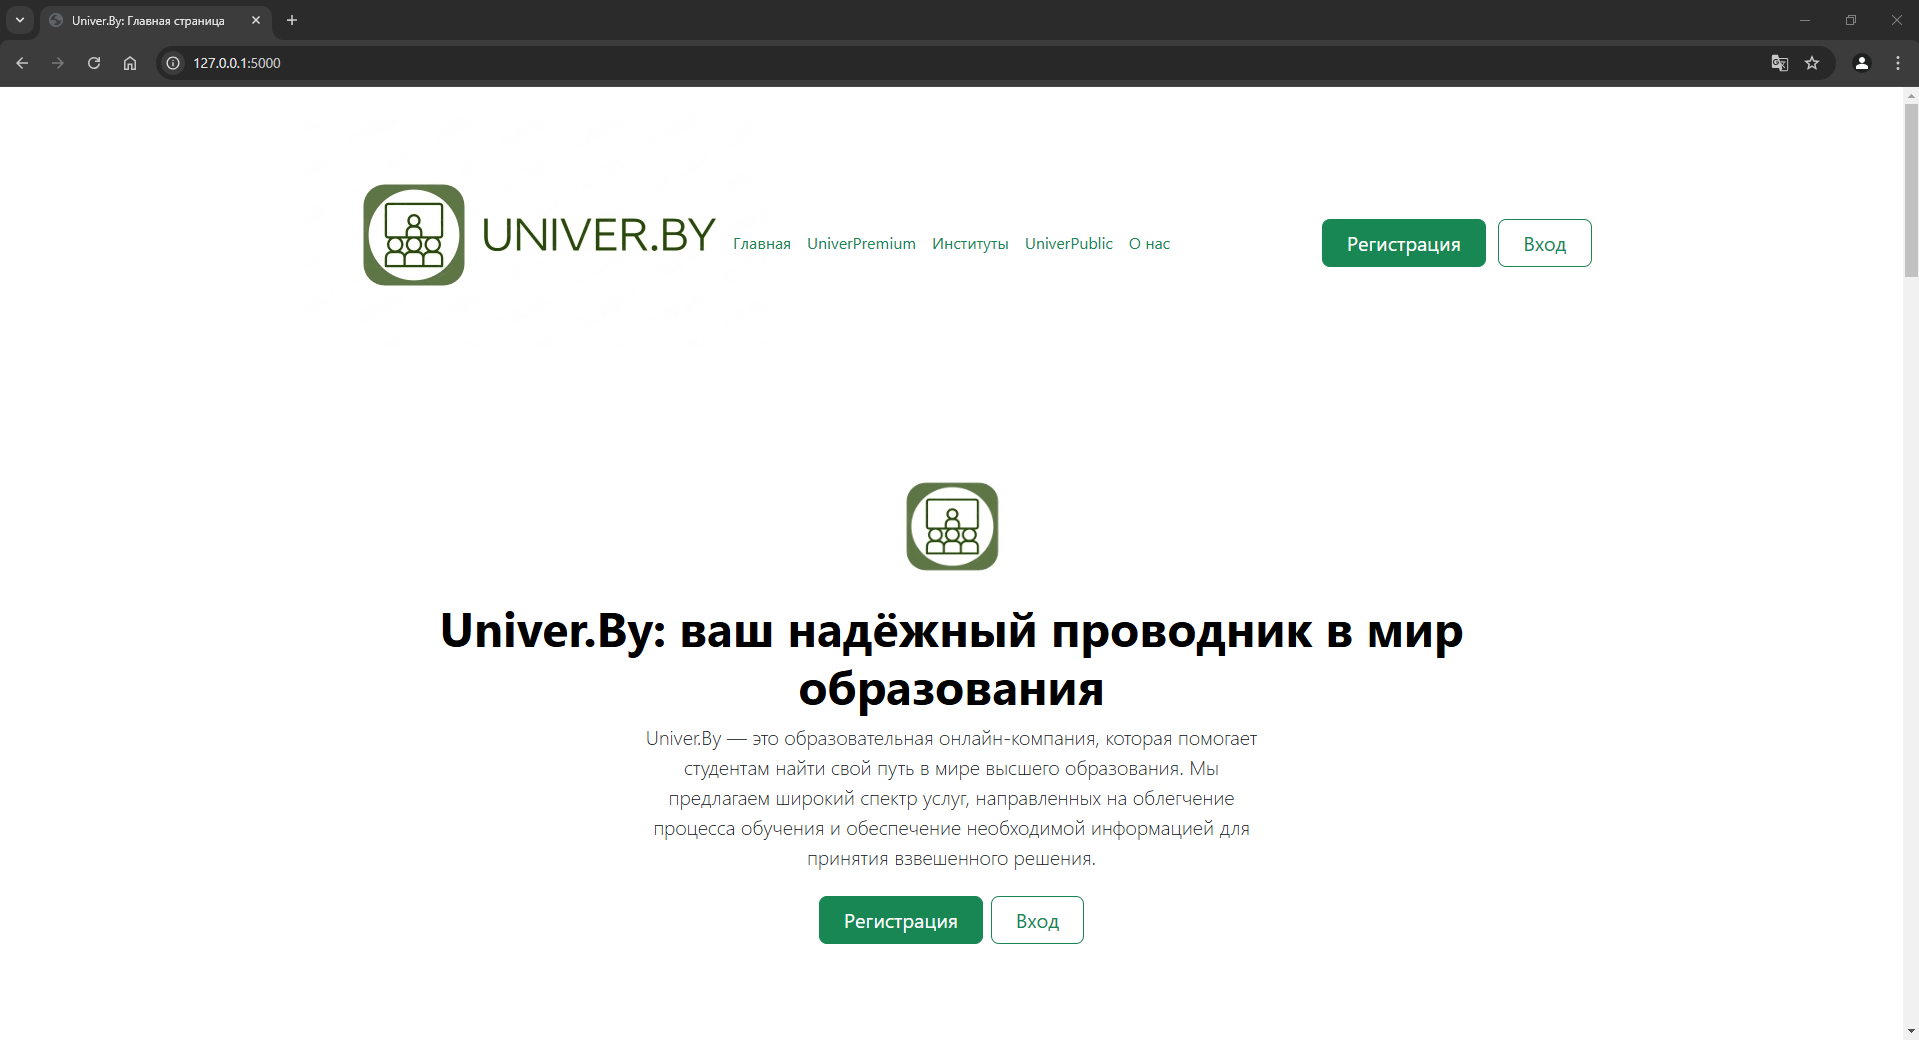 Univer.By: Главная страница
127.0.0.1:5000
UNIVER.BY
Главная UniverPremium Институты UniverPublic О нас
Регистрация Вход
Univer.By: ваш надёжный проводник в мир
образования
Univer.By — это образовательная онлайн-компания, которая помогает
студентам найти свой путь в мире высшего образования. Мы
предлагаем широкий спектр услуг, направленных на облегчение
процесса обучения и обеспечение необходимой информацией для
принятия взвешенного решения.
Регистрация Вход